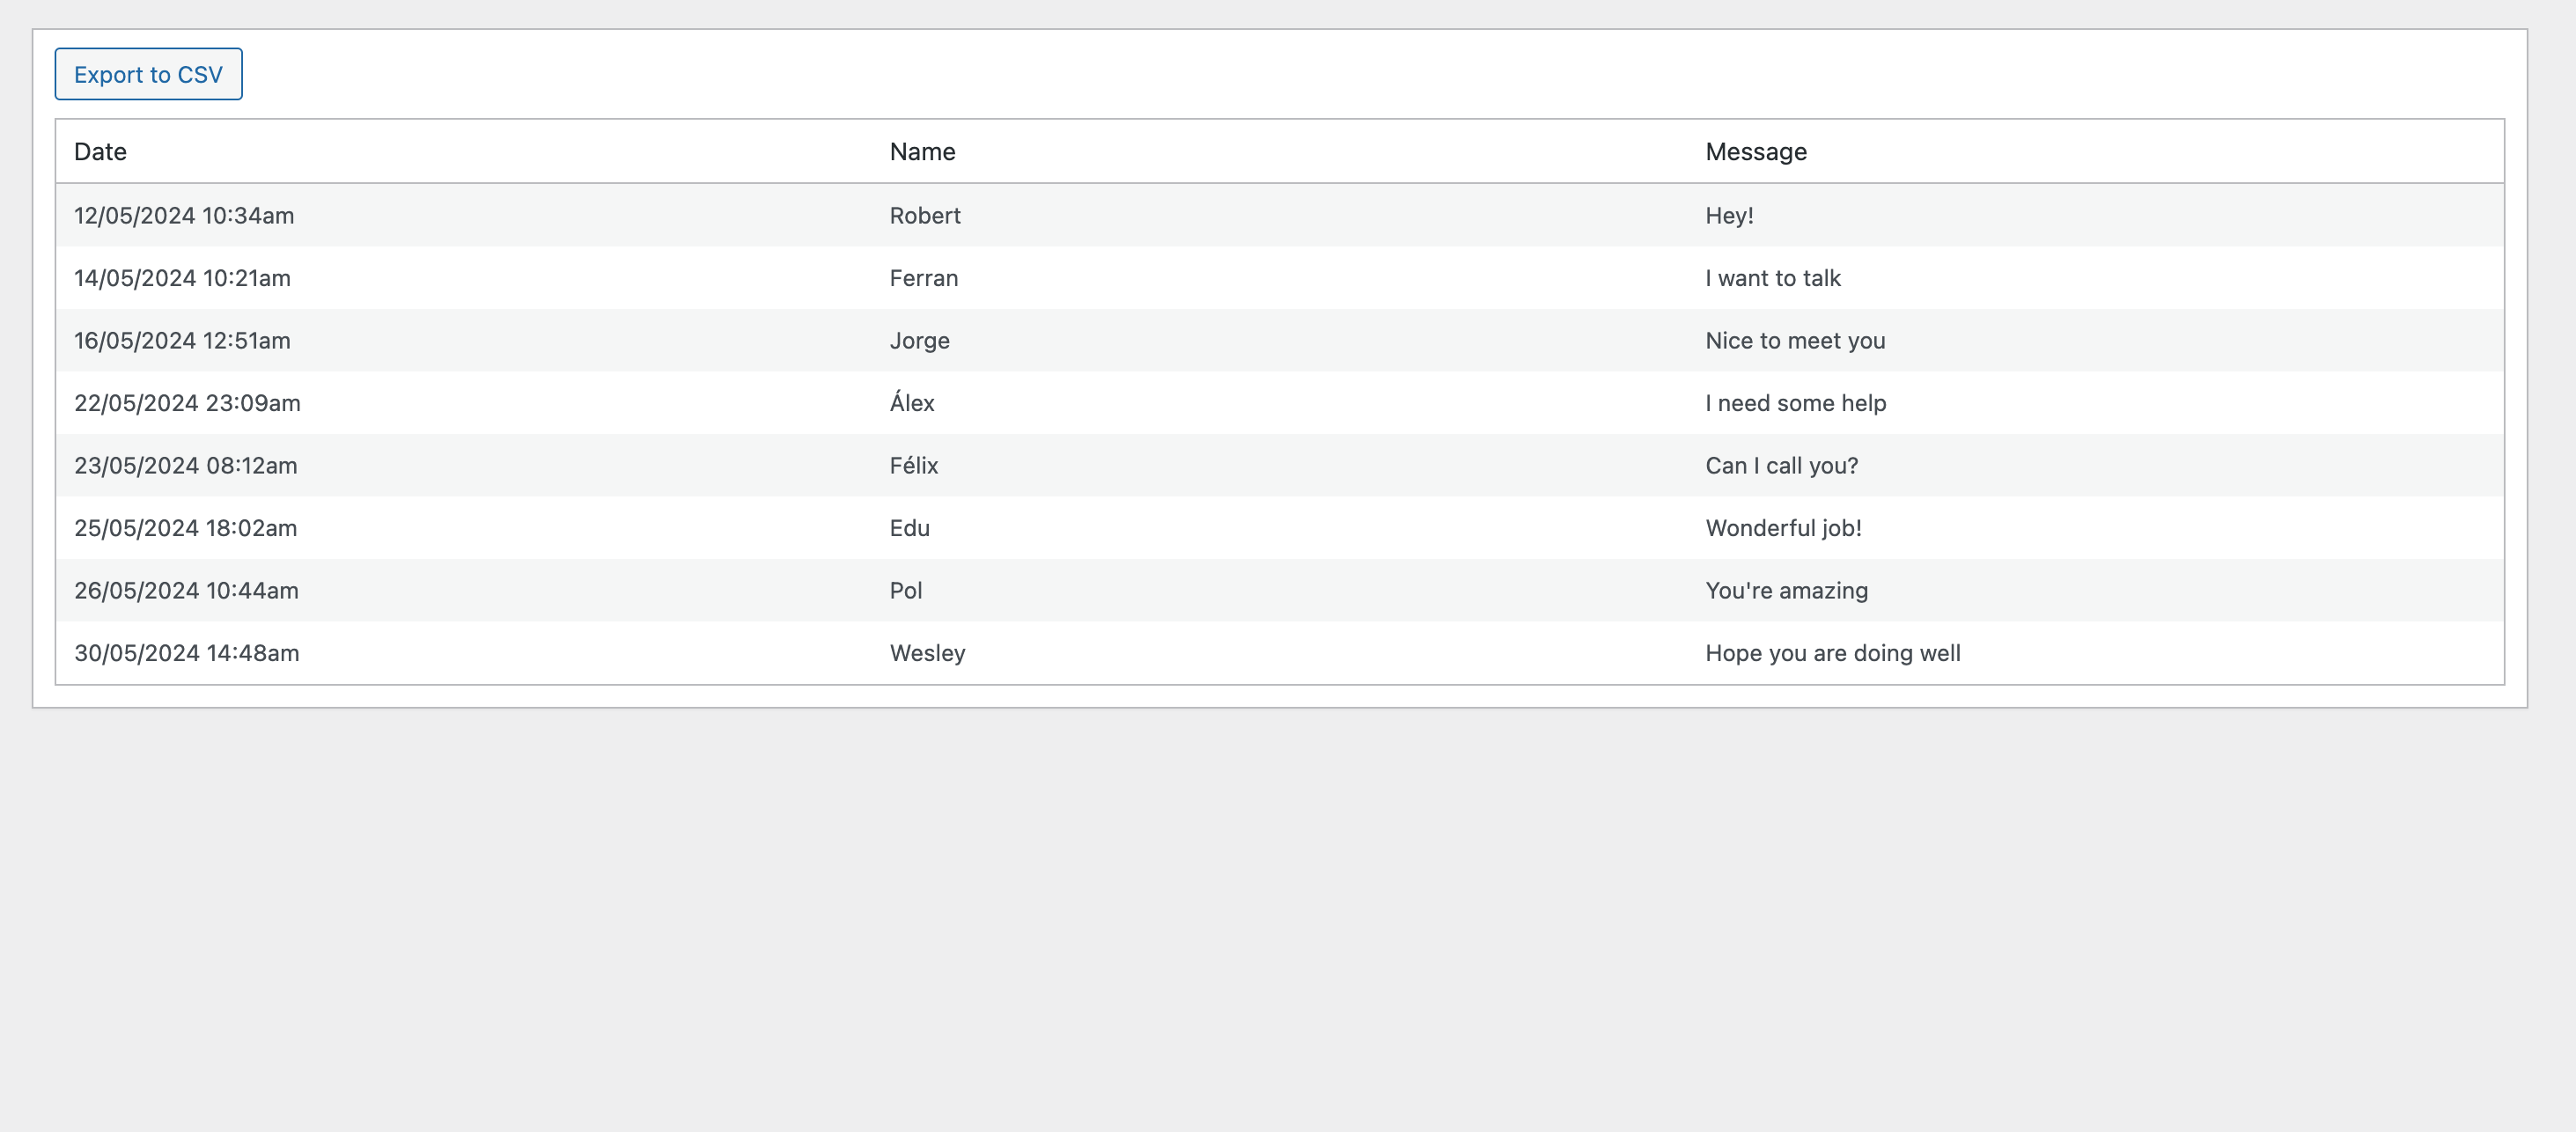 Export to CSV
Date Name Message
12/05/2024 10:34am Robert Hey!
14/05/2024 10:21am Ferran I want to talk
16/05/2024 12:51am Jorge Nice to meet you
22/05/2024 23:09am Álex I need some help
23/05/2024 08:12am Félix Can I call you?
25/05/2024 18:02am Edu Wonderful job!
26/05/2024 10:44am Pol You're amazing
30/05/2024 14:48am Wesley Hope you are doing well